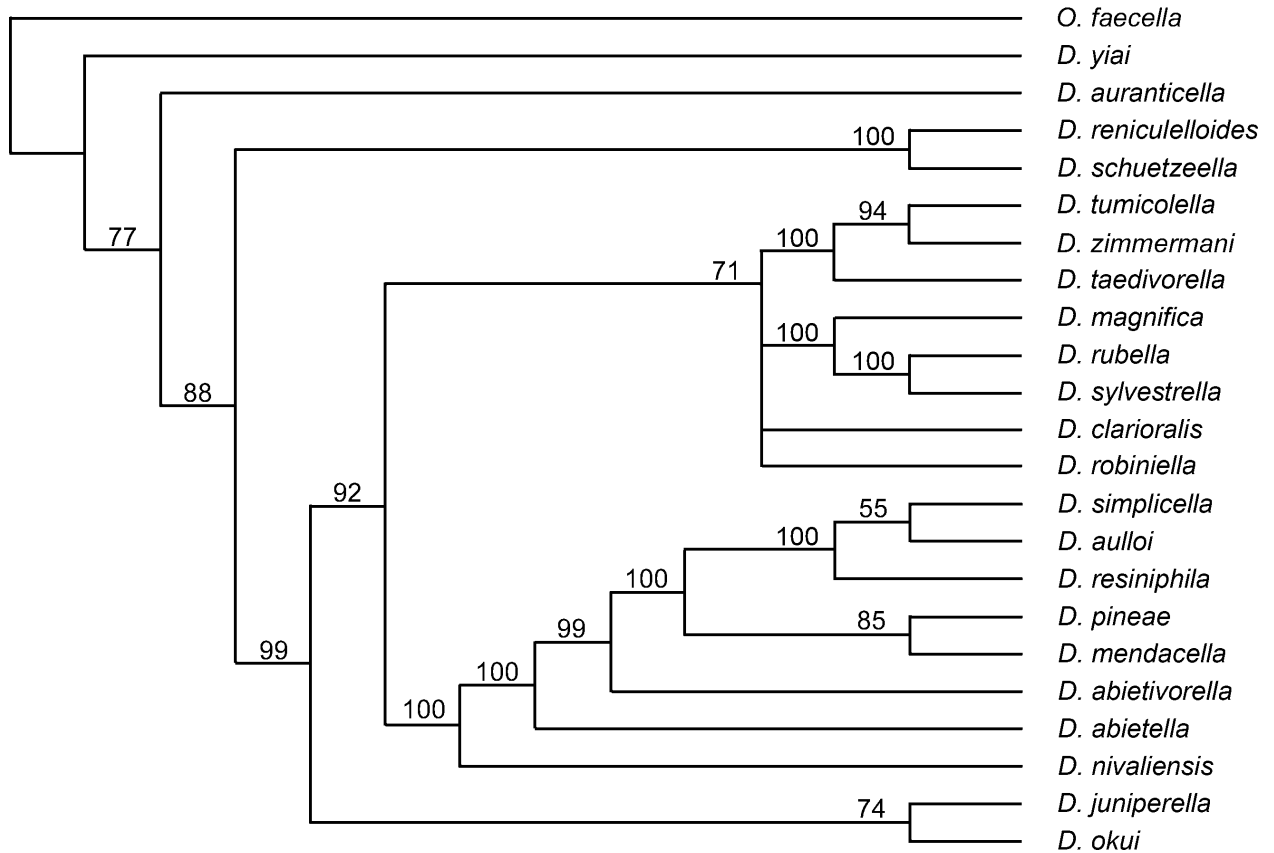 O. faecella
D. yiai
D. auranticella
100 D. reniculelloides
D. schuetzeella
94 D. tumicolella
77 100 D. zimmermani
71 D. taedivorella
100 D. magnifica
100 D. rubella
88 D. sylvestrella
D. clarioralis
D. robiniella
92 55 D. simplicella
100 D. aulloi
100 D. resiniphila
99 85 D. pineae
99 D. mendacella
100 D. abietivorella
100 D. abietella
D. nivaliensis
74 D. juniperella
D. okui